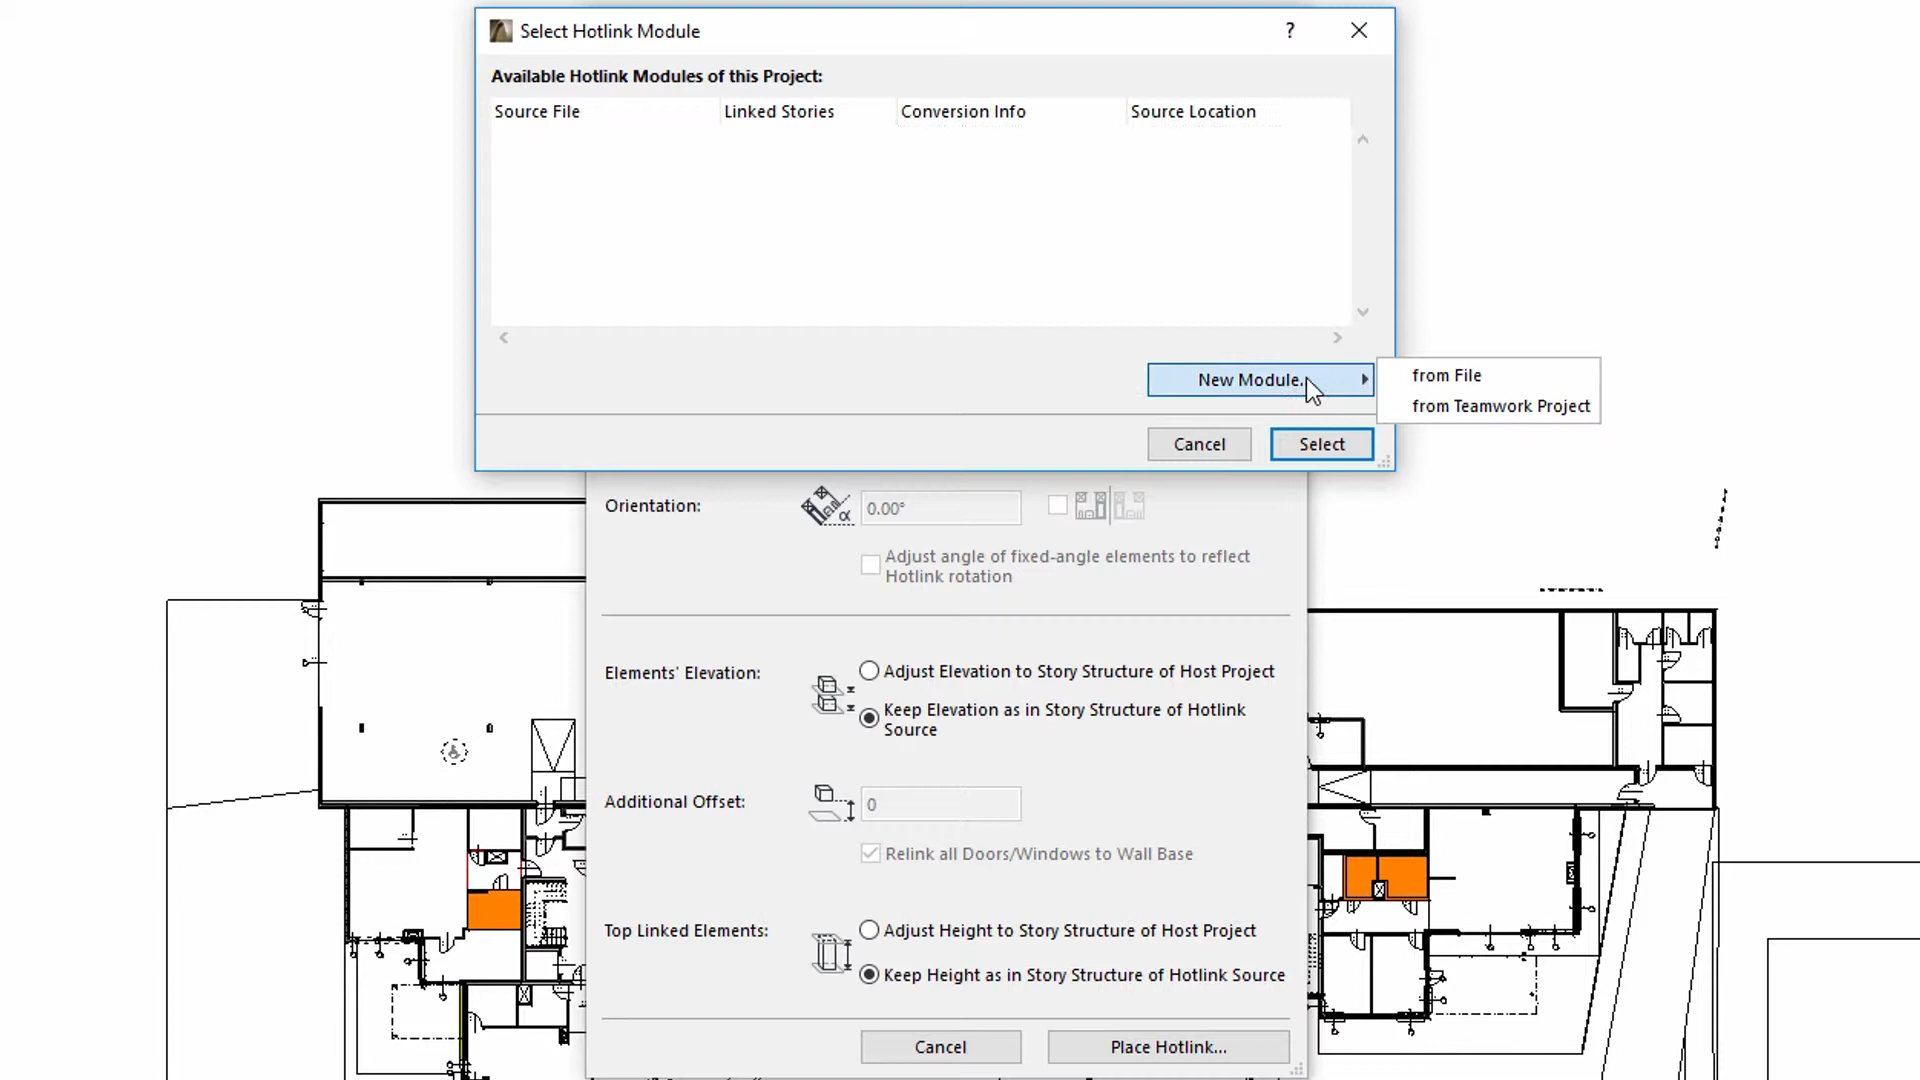 Select Hotlink Module
?
Available Hotlink Modules of this Project:
Source File Linked Stories Conversion Info Source Location
New Module...
from File
from Teamwork Project
Cancel Select
Orientation: α 0.00°
Adjust angle of fixed-angle elements to reflect
Hotlink rotation
Elements' Elevation:
Adjust Elevation to Story Structure of Host Project
Keep Elevation as in Story Structure of Hotlink
Source
Additional Offset: 0
Relink all Doors/Windows to Wall Base
Top Linked Elements:
Adjust Height to Story Structure of Host Project
Keep Height as in Story Structure of Hotlink Source
Cancel Place Hotlink...